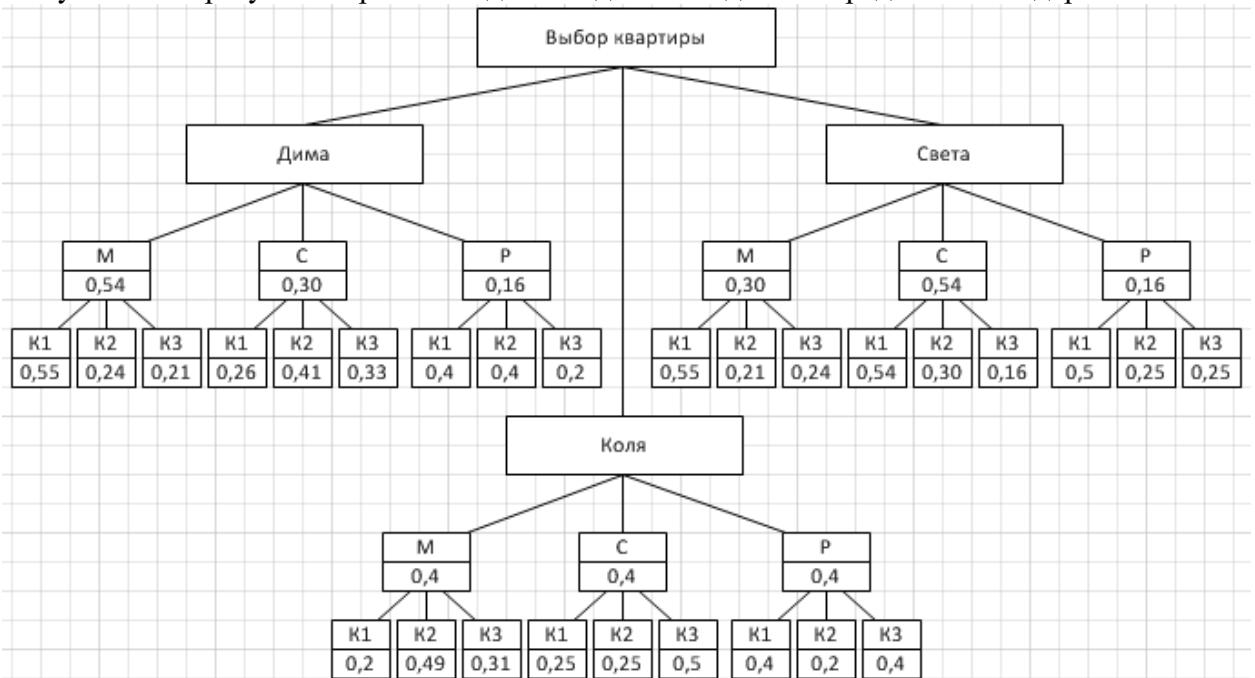 Выбор квартиры
Дима
Света
М С Р М С Р
0,54 0,30 0,16 0,30 0,54 0,16
К1 К2 К3 К1 К2 К3 К1 К2 К3 К1 К2 К3 К1 К2 К3 К1 К2 К3
0,55 0,24 0,21 0,26 0,41 0,33 0,4 0,4 0,2 0,55 0,21 0,24 0,54 0,30 0,16 0,5 0,25 0,25
Коля
М С Р
0,4 0,4 0,4
К1 К2 К3 К1 К2 К3 К1 К2 К3
0,2 0,49 0,31 0,25 0,25 0,5 0,4 0,2 0,4